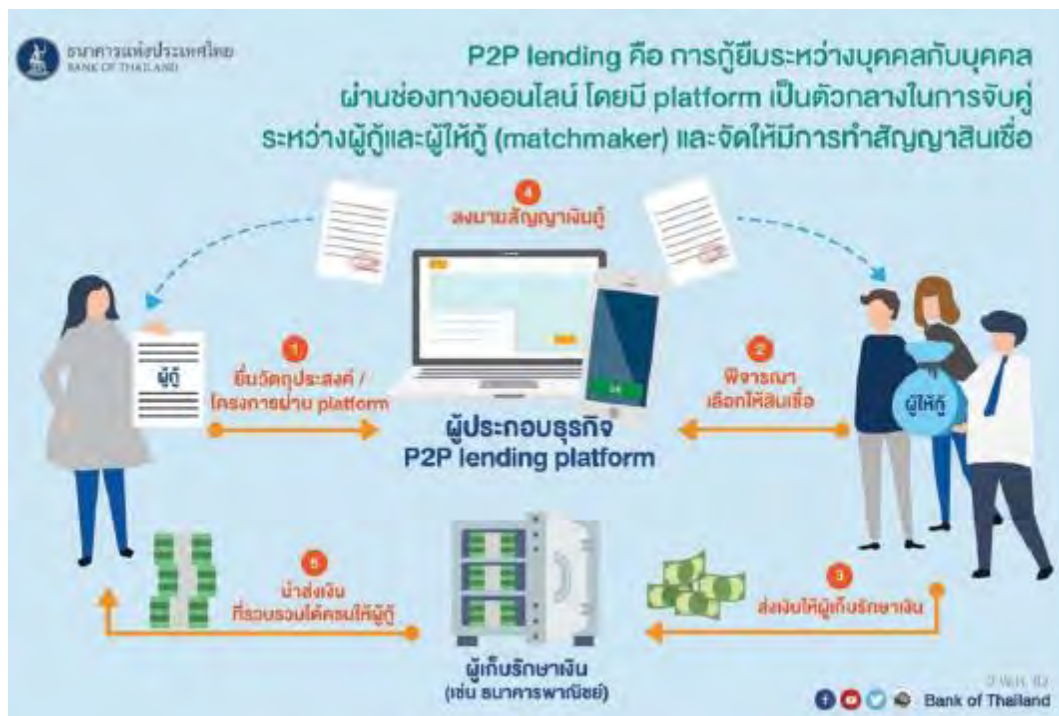 ธนาคารแห่งประเทศไทย
BANK OF THAILAND
P2P lending คือ การกู้ยืมระหว่างบุคคลกับบุคคล
ผ่านช่องทางออนไลน์ โดยมี platform เป็นตัวกลางในการจับคู่
ระหว่างผู้กู้และผู้ให้กู้ (matchmaker) และจัดให้มีการทำสัญญาสินเชื่อ
4
ลงนามสัญญาเงินกู้
ผู้กู้
1
ยื่นวัตถุประสงค์ /
โครงการผ่าน platform
2
พิจารณา
เลือกให้สินเชื่อ
ผู้ให้กู้
ผู้ประกอบธุรกิจ
P2P lending platform
5
นำส่งเงิน
ที่รวบรวมได้ครบให้ผู้กู้
3
ส่งเงินให้ผู้เก็บรักษาเงิน
ผู้เก็บรักษาเงิน
(เช่น ธนาคารพาณิชย์)
Bank of Thailand